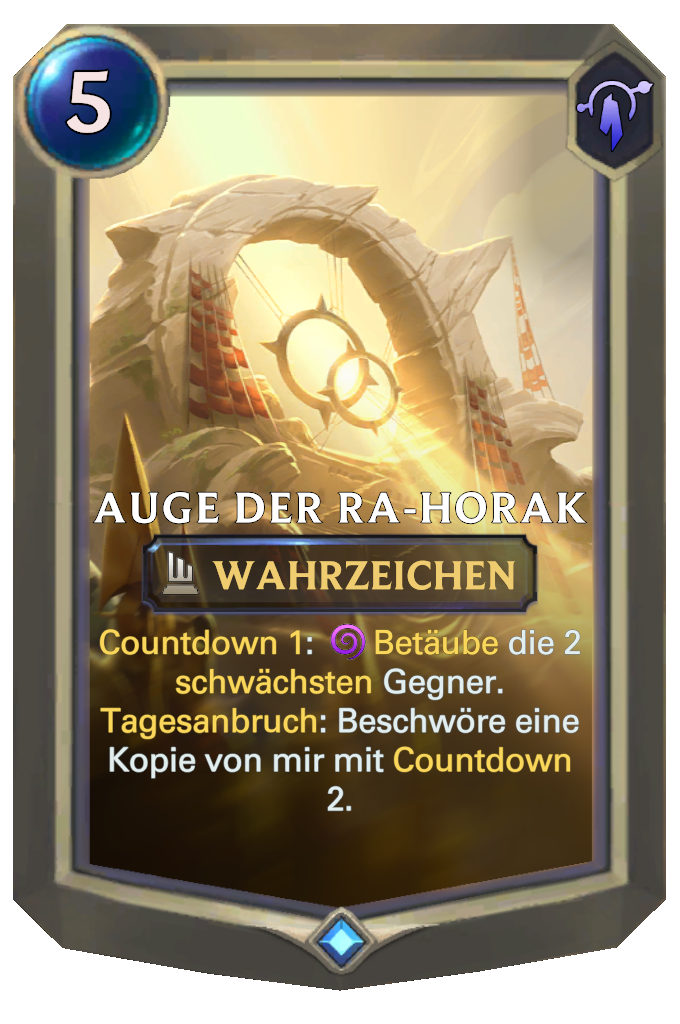 5
AUGE DER RA-HORAK
WAHRZEICHEN
Countdown 1: Betäube die 2
schwächsten Gegner.
Tagesanbruch: Beschwöre eine
Kopie von mir mit Countdown
2.